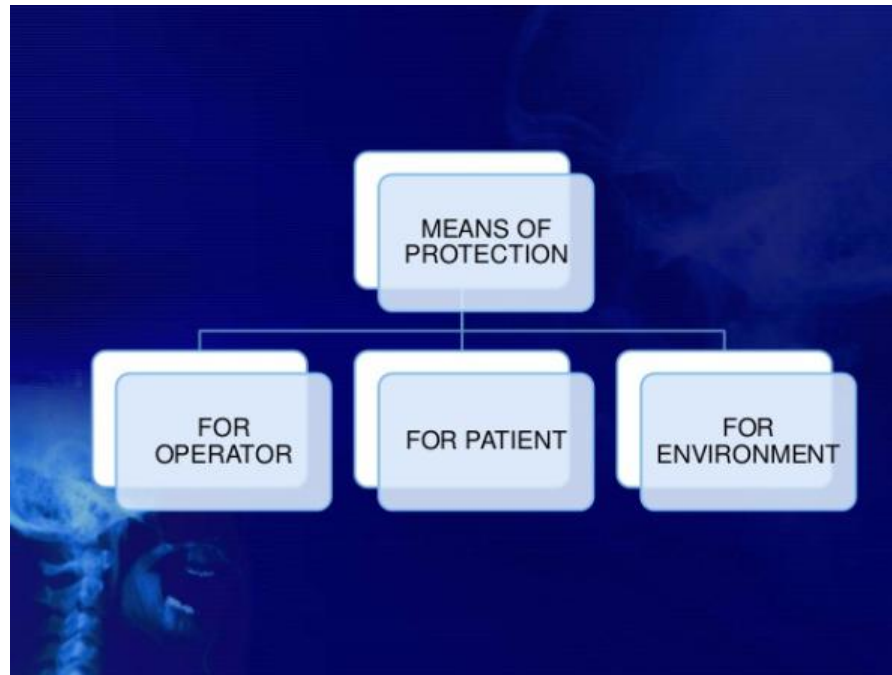 MEANS OF
PROTECTION
FOR
OPERATOR
FOR PATIENT
FOR
ENVIRONMENT